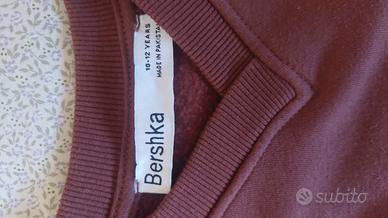 Bershka
10-12 YEARS
MADE IN PAKISTAN
subito